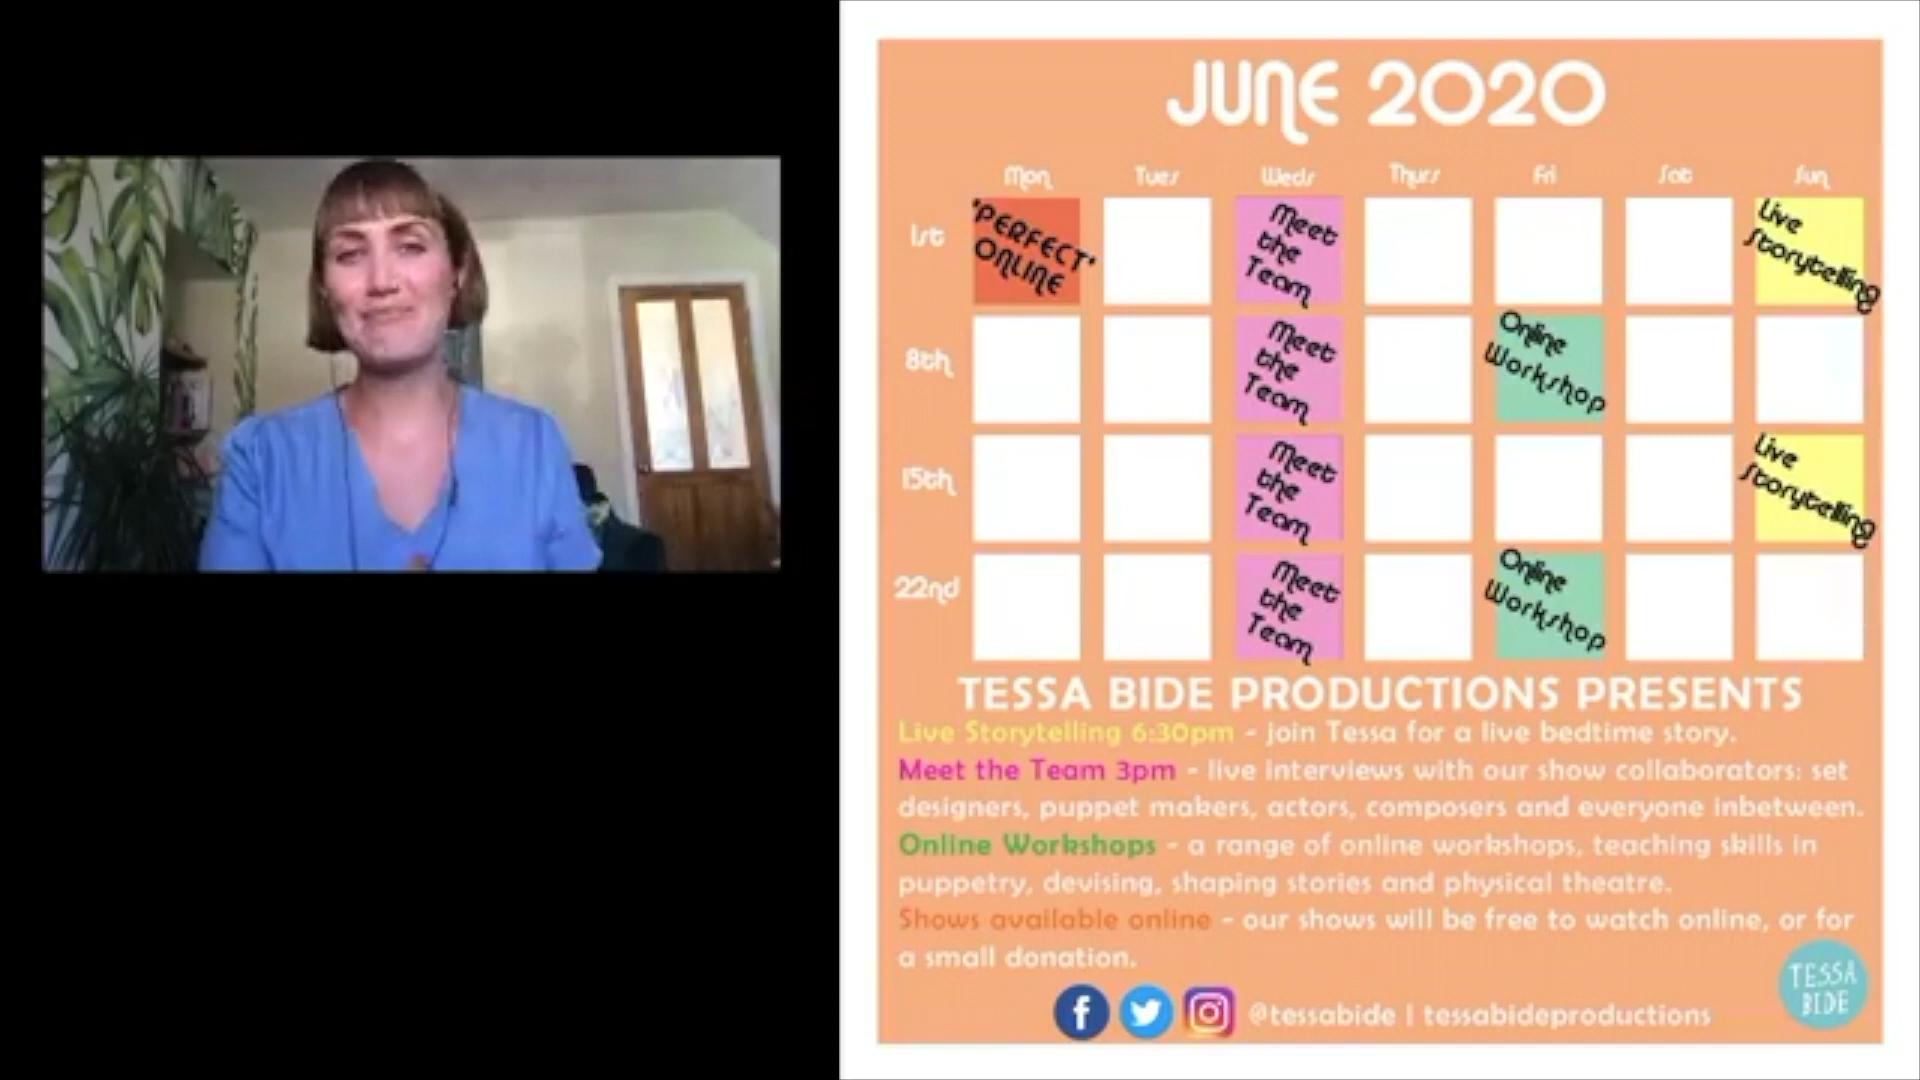 JUNE 2020
Mon Tues Weds Thurs Fri Sat Sun
1st
'PERFECT'
ONLINE
Meet
the
Team
Live
Storytelling
8th
Meet
the
Team
Online
Workshop
15th
Meet
the
Team
Live
Storytelling
22nd
Meet
the
Team
Online
Workshop
TESSA BIDE PRODUCTIONS PRESENTS
Live Storytelling 6:30pm - join Tessa for a live bedtime story.
Meet the Team 3pm - live interviews with our show collaborators: set
designers, puppet makers, actors, composers and everyone inbetween.
Online Workshops - a range of online workshops, teaching skills in
puppetry, devising, shaping stories and physical theatre.
Shows available online - our shows will be free to watch online, or for
a small donation.
@tessabide | tessabideproductions
TESSA
BIDE